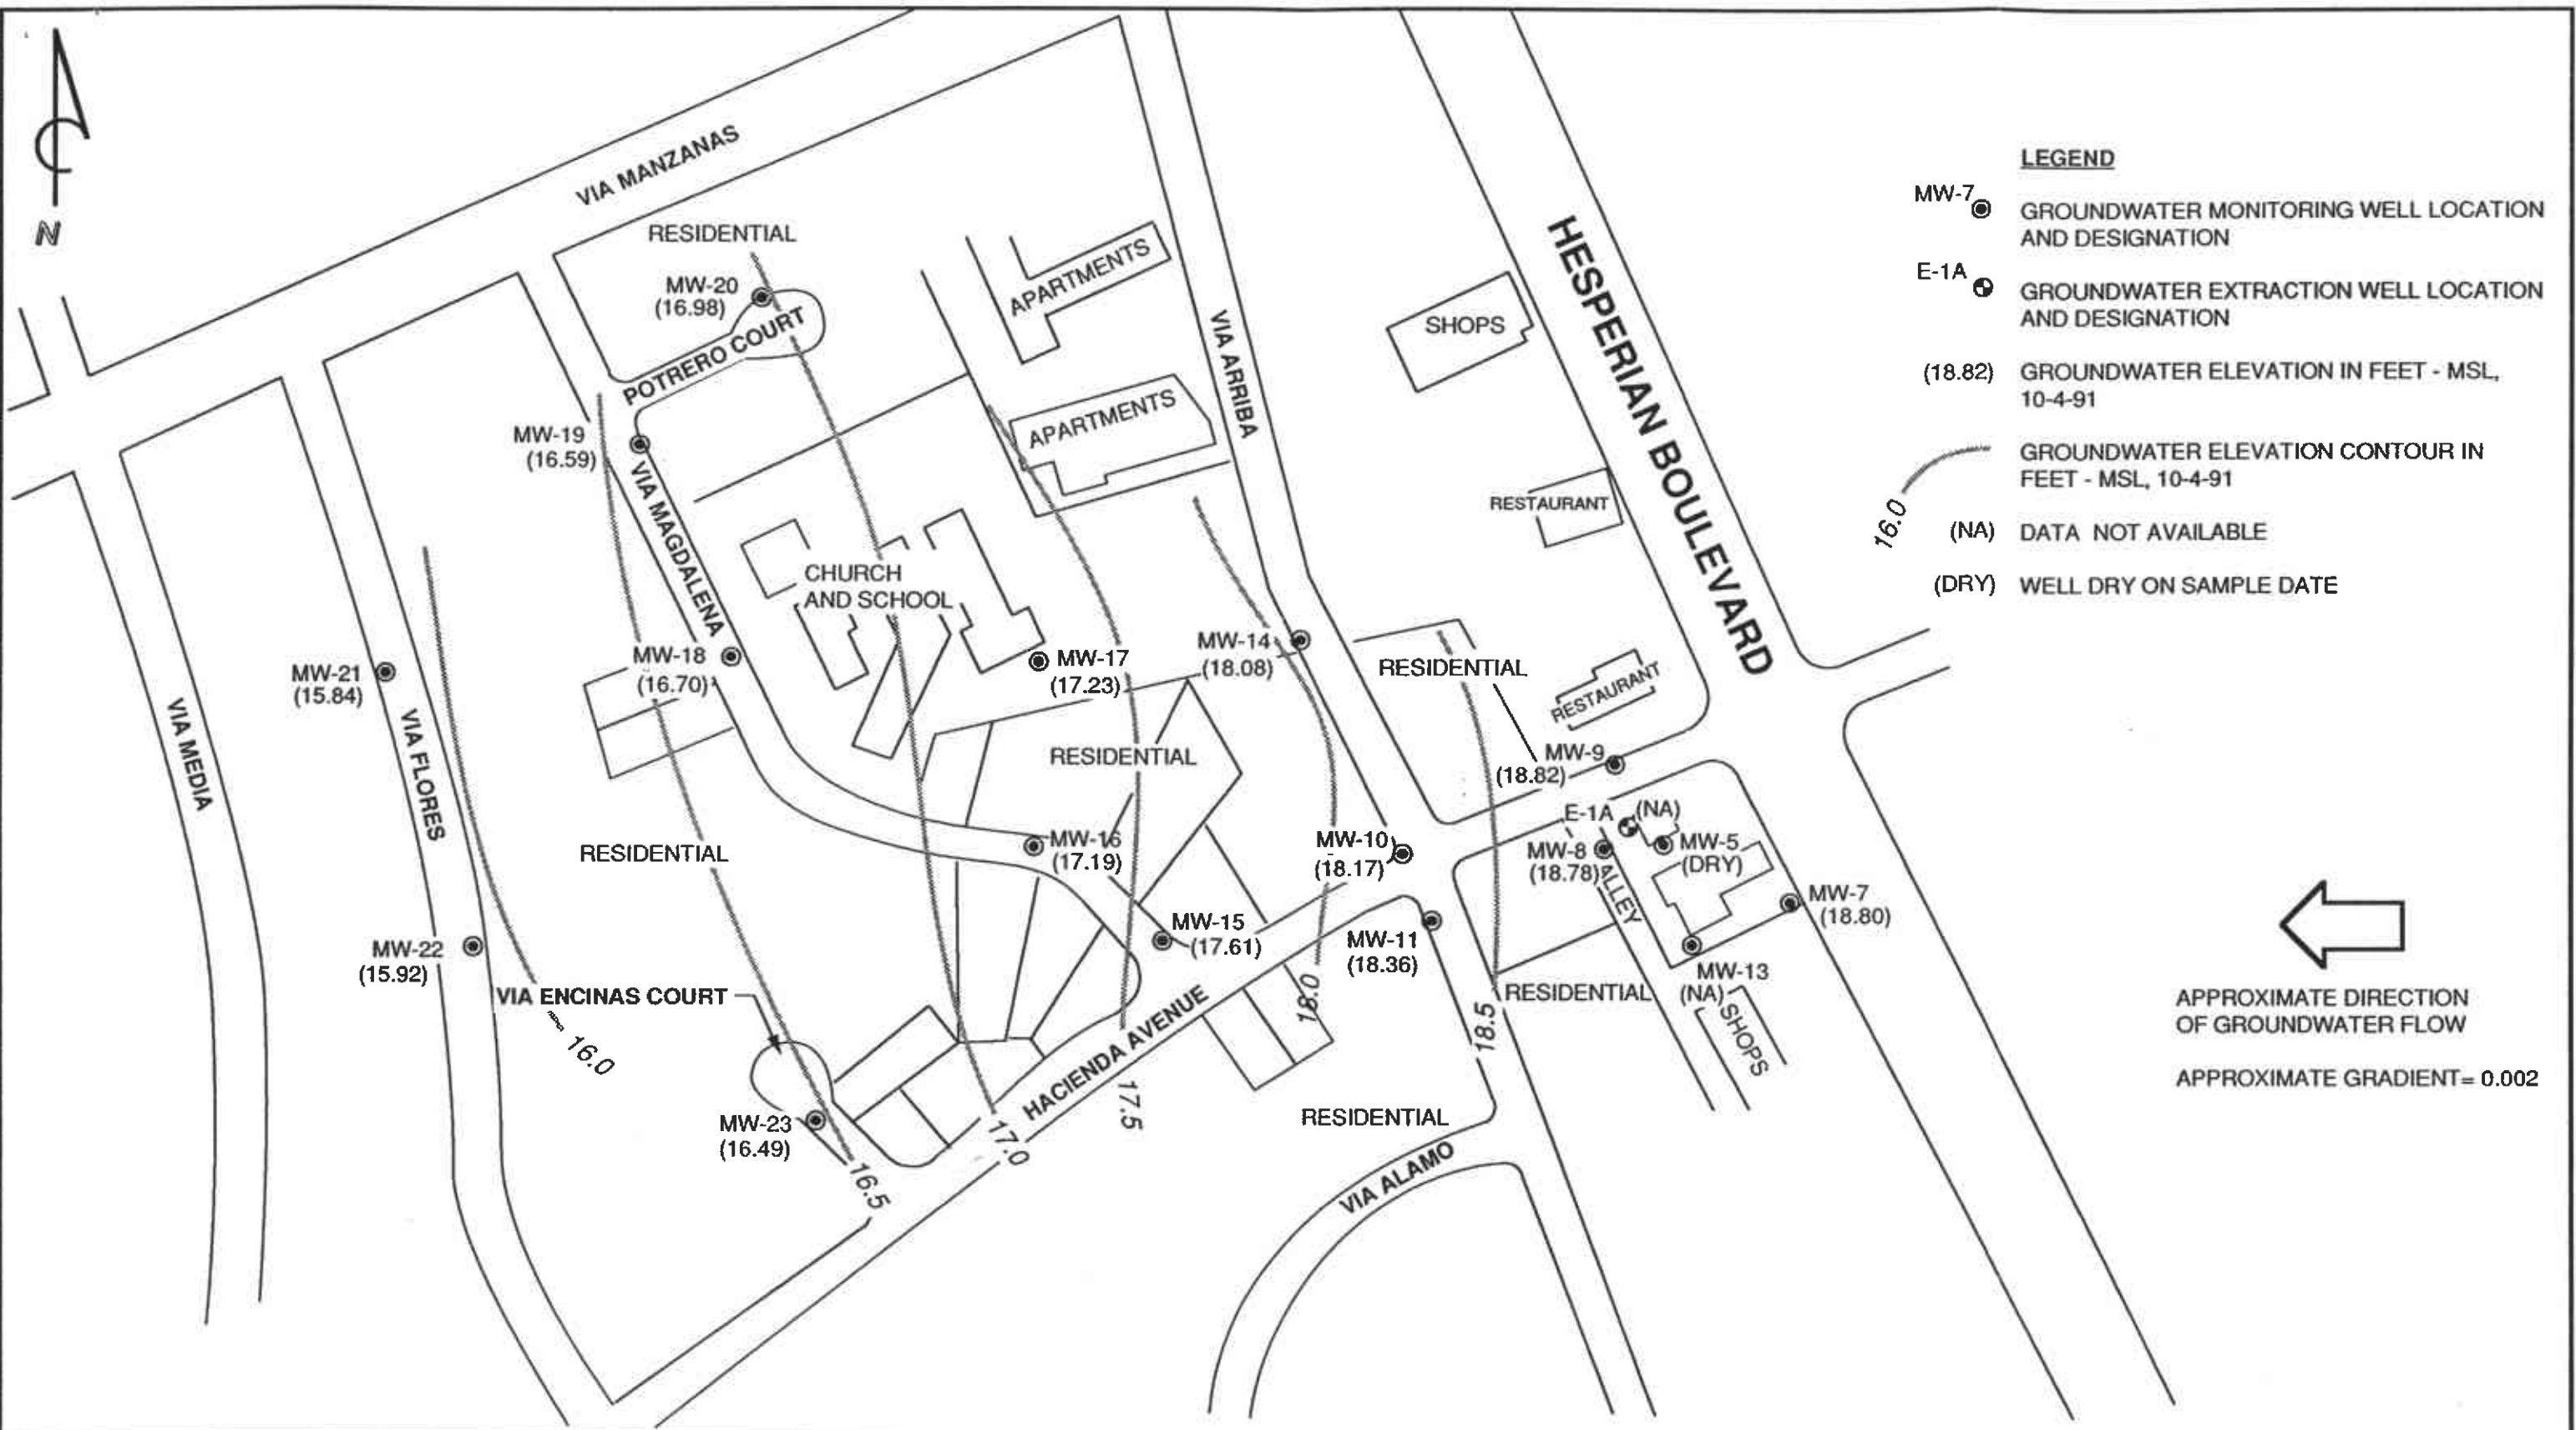 N
VIA MANZANAS
RESIDENTIAL
MW-20
(16.98)
POTRERO COURT
APARTMENTS
APARTMENTS
VIA ARRIBA
SHOPS
HESPERIAN BOULEVARD
RESTAURANT
RESTAURANT
MW-19
(16.59)
VIA MAGDALENA
CHURCH
AND SCHOOL
MW-18
(16.70)
MW-17
(17.23)
MW-14
(18.08)
RESIDENTIAL
MW-21
(15.84)
VIA MEDIA
VIA FLORES
RESIDENTIAL
MW-9
(18.82)
E-1A
(NA)
MW-5
(DRY)
MW-8
(18.78)
ALLEY
MW-7
(18.80)
RESIDENTIAL
MW-16
(17.19)
MW-10
(18.17)
MW-15
(17.61)
MW-11
(18.36)
MW-13
(NA)
SHOPS
RESIDENTIAL
MW-22
(15.92)
VIA ENCINAS COURT
16.0
MW-23
(16.49)
16.5
17.0
HACIENDA AVENUE
17.5
18.0
18.5
RESIDENTIAL
VIA ALAMO
LEGEND
MW-7
GROUNDWATER MONITORING WELL LOCATION
AND DESIGNATION
E-1A
GROUNDWATER EXTRACTION WELL LOCATION
AND DESIGNATION
(18.82)
GROUNDWATER ELEVATION IN FEET - MSL,
10-4-91
16.0
GROUNDWATER ELEVATION CONTOUR IN
FEET - MSL, 10-4-91
(NA)
DATA NOT AVAILABLE
(DRY)
WELL DRY ON SAMPLE DATE
APPROXIMATE DIRECTION
OF GROUNDWATER FLOW
APPROXIMATE GRADIENT= 0.002